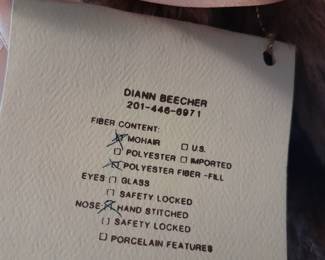 DIANN BEECHER
201-446-6971
FIBER CONTENT:
☒ MOHAIR ☐ U.S.
☐ POLYESTER ☐ IMPORTED
☒ POLYESTER FIBER-FILL
EYES ☐ GLASS
☐ SAFETY LOCKED
NOSE ☒ HAND STITCHED
☐ SAFETY LOCKED
☐ PORCELAIN FEATURES